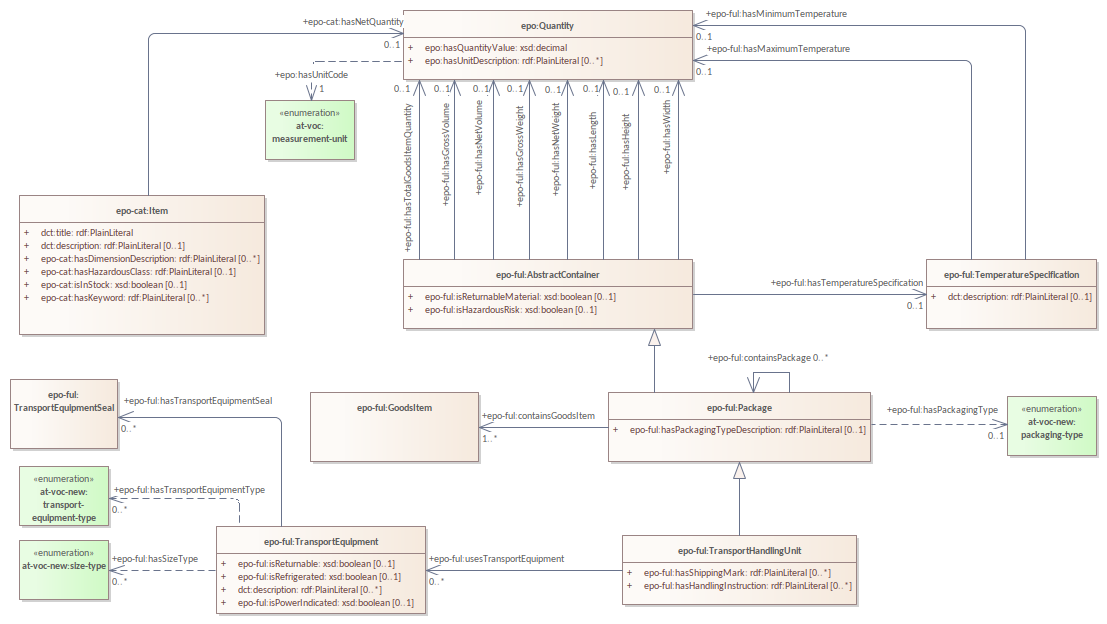 +epo-cat:hasNetQuantity
0..1
epo:Quantity
+ epo:hasQuantityValue: xsd:decimal
+ epo:hasUnitDescription: rdf:PlainLiteral [0..*]
+epo-ful:hasMinimumTemperature
0..1
+epo-ful:hasMaximumTemperature
0..1
+epo:hasUnitCode
1
«enumeration»
at-voc:
measurement-unit
0..1
+epo-ful:hasTotalGoodsItemQuantity
0..1
+epo-ful:hasGrossVolume
0..1
+epo-ful:hasNetVolume
0..1
+epo-ful:hasGrossWeight
0..1
+epo-ful:hasNetWeight
0..1
+epo-ful:hasLength
0..1
+epo-ful:hasHeight
0..1
+epo-ful:hasWidth
epo-cat:Item
+ dct:title: rdf:PlainLiteral
+ dct:description: rdf:PlainLiteral [0..1]
+ epo-cat:hasDimensionDescription: rdf:PlainLiteral [0..*]
+ epo-cat:hasHazardousClass: rdf:PlainLiteral [0..1]
+ epo-cat:isInStock: xsd:boolean [0..1]
+ epo-cat:hasKeyword: rdf:PlainLiteral [0..*]
epo-ful:AbstractContainer
+ epo-ful:isReturnableMaterial: xsd:boolean [0..1]
+ epo-ful:isHazardousRisk: xsd:boolean [0..1]
+epo-ful:hasTemperatureSpecification
0..1
epo-ful:TemperatureSpecification
+ dct:description: rdf:PlainLiteral [0..1]
epo-ful:
TransportEquipmentSeal
+epo-ful:hasTransportEquipmentSeal
0..*
epo-ful:GoodsItem
+epo-ful:containsGoodsItem
1..*
+epo-ful:containsPackage 0..*
epo-ful:Package
+ epo-ful:hasPackagingTypeDescription: rdf:PlainLiteral [0..1]
+epo-ful:hasPackagingType
0..1
«enumeration»
at-voc-new:
packaging-type
«enumeration»
at-voc-new:
transport-
equipment-type
+epo-ful:hasTransportEquipmentType
0..*
«enumeration»
at-voc-new:size-type
+epo-ful:hasSizeType
0..*
epo-ful:TransportEquipment
+ epo-ful:isReturnable: xsd:boolean [0..1]
+ epo-ful:isRefrigerated: xsd:boolean [0..1]
+ dct:description: rdf:PlainLiteral [0..*]
+ epo-ful:isPowerIndicated: xsd:boolean [0..1]
+epo-ful:usesTransportEquipment
0..*
epo-ful:TransportHandlingUnit
+ epo-ful:hasShippingMark: rdf:PlainLiteral [0..*]
+ epo-ful:hasHandlingInstruction: rdf:PlainLiteral [0..*]